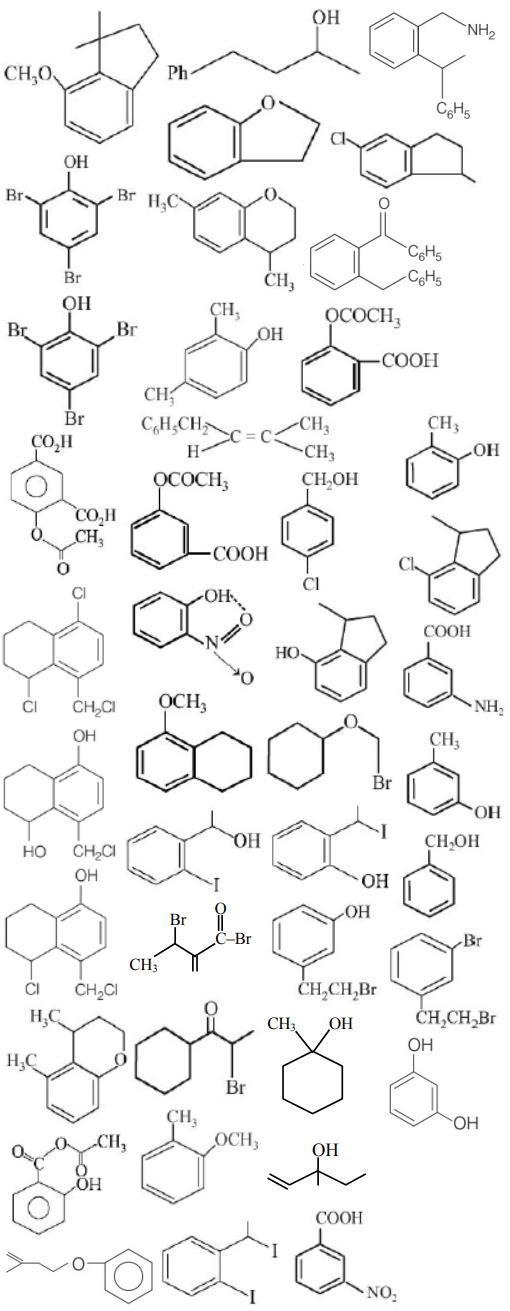 OH
NH₂
CH₃O
Ph
C₆H₅
O
Cl
OH
Br
Br
Br
H₃C
O
CH₃
O
C₆H₅
C₆H₅
OH
Br
Br
Br
CH₃
OH
CH₃
OCOCH₃
COOH
C₆H₅CH₂
CH₃
C = C
H
CH₃
CH₃
OH
CO₂H
CO₂H
O
CH₃
O
OCOCH₃
COOH
CH₂OH
Cl
Cl
Cl
Cl
CH₂Cl
OH
O
N
O
HO
COOH
NH₂
OCH₃
O
Br
CH₃
OH
OH
HO
CH₂Cl
OH
I
I
OH
CH₂OH
OH
Cl
CH₂Cl
Br
O
C–Br
CH₃
OH
CH₂CH₂Br
Br
CH₂CH₂Br
H₃C
H₃C
O
O
Br
CH₃
OH
OH
OH
O
C
O
O
CH₃
OH
CH₃
OCH₃
OH
O
I
I
COOH
NO₂